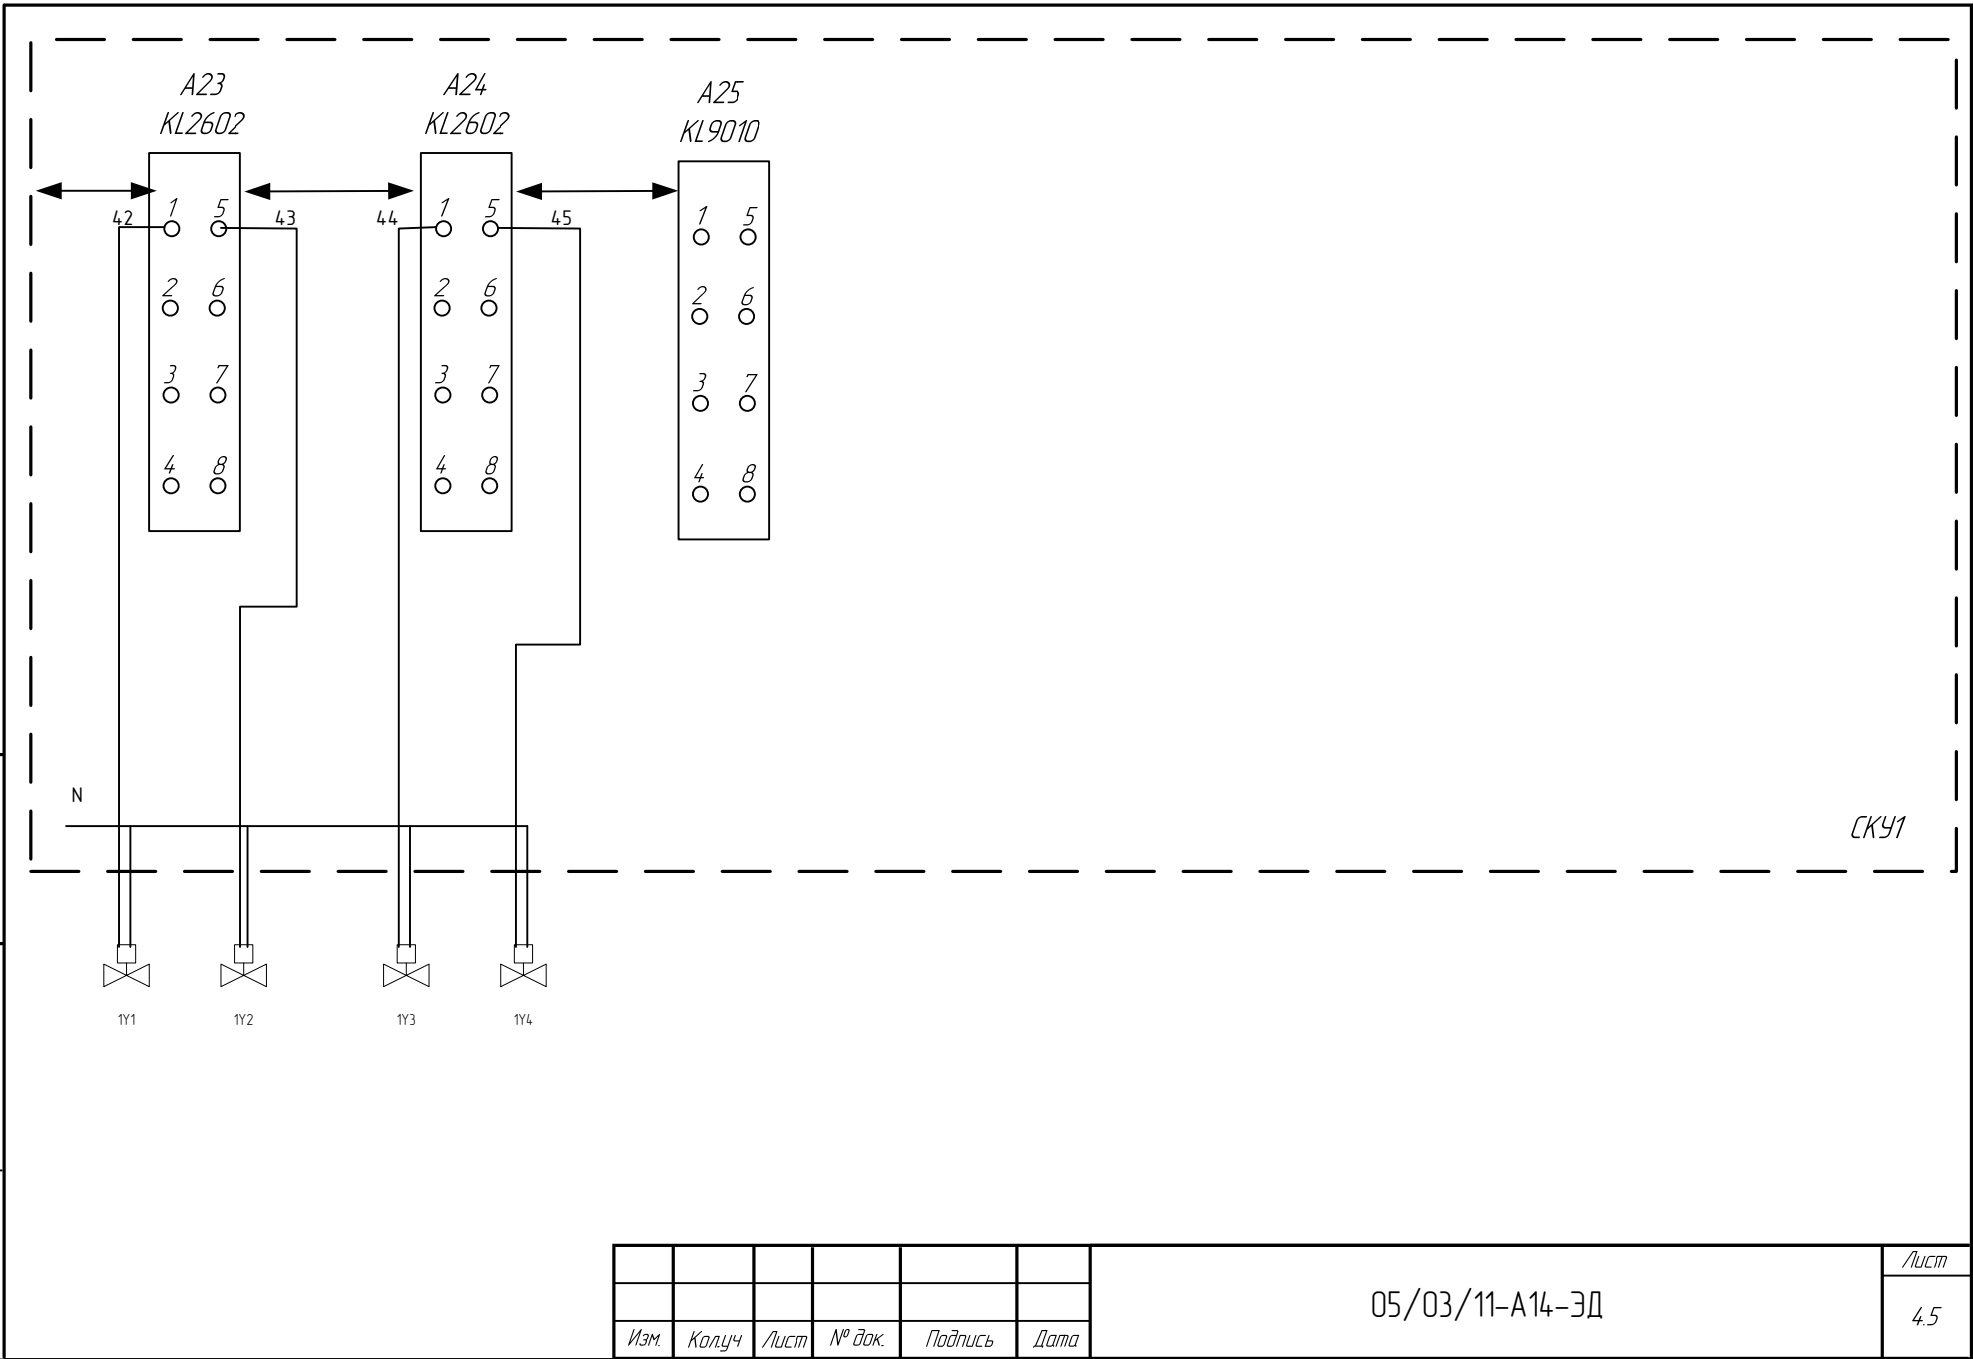 A23
KL2602
A24
KL2602
A25
KL9010
42
1 5
43
44
1 5
45
1 5
2 6
2 6
2 6
3 7
3 7
3 7
4 8
4 8
4 8
N
СКУ1
1Y1
1Y2
1Y3
1Y4
05/03/11-А14-ЭД
Лист
4.5
Изм.
Кол.уч
Лист
№ док.
Подпись
Дата